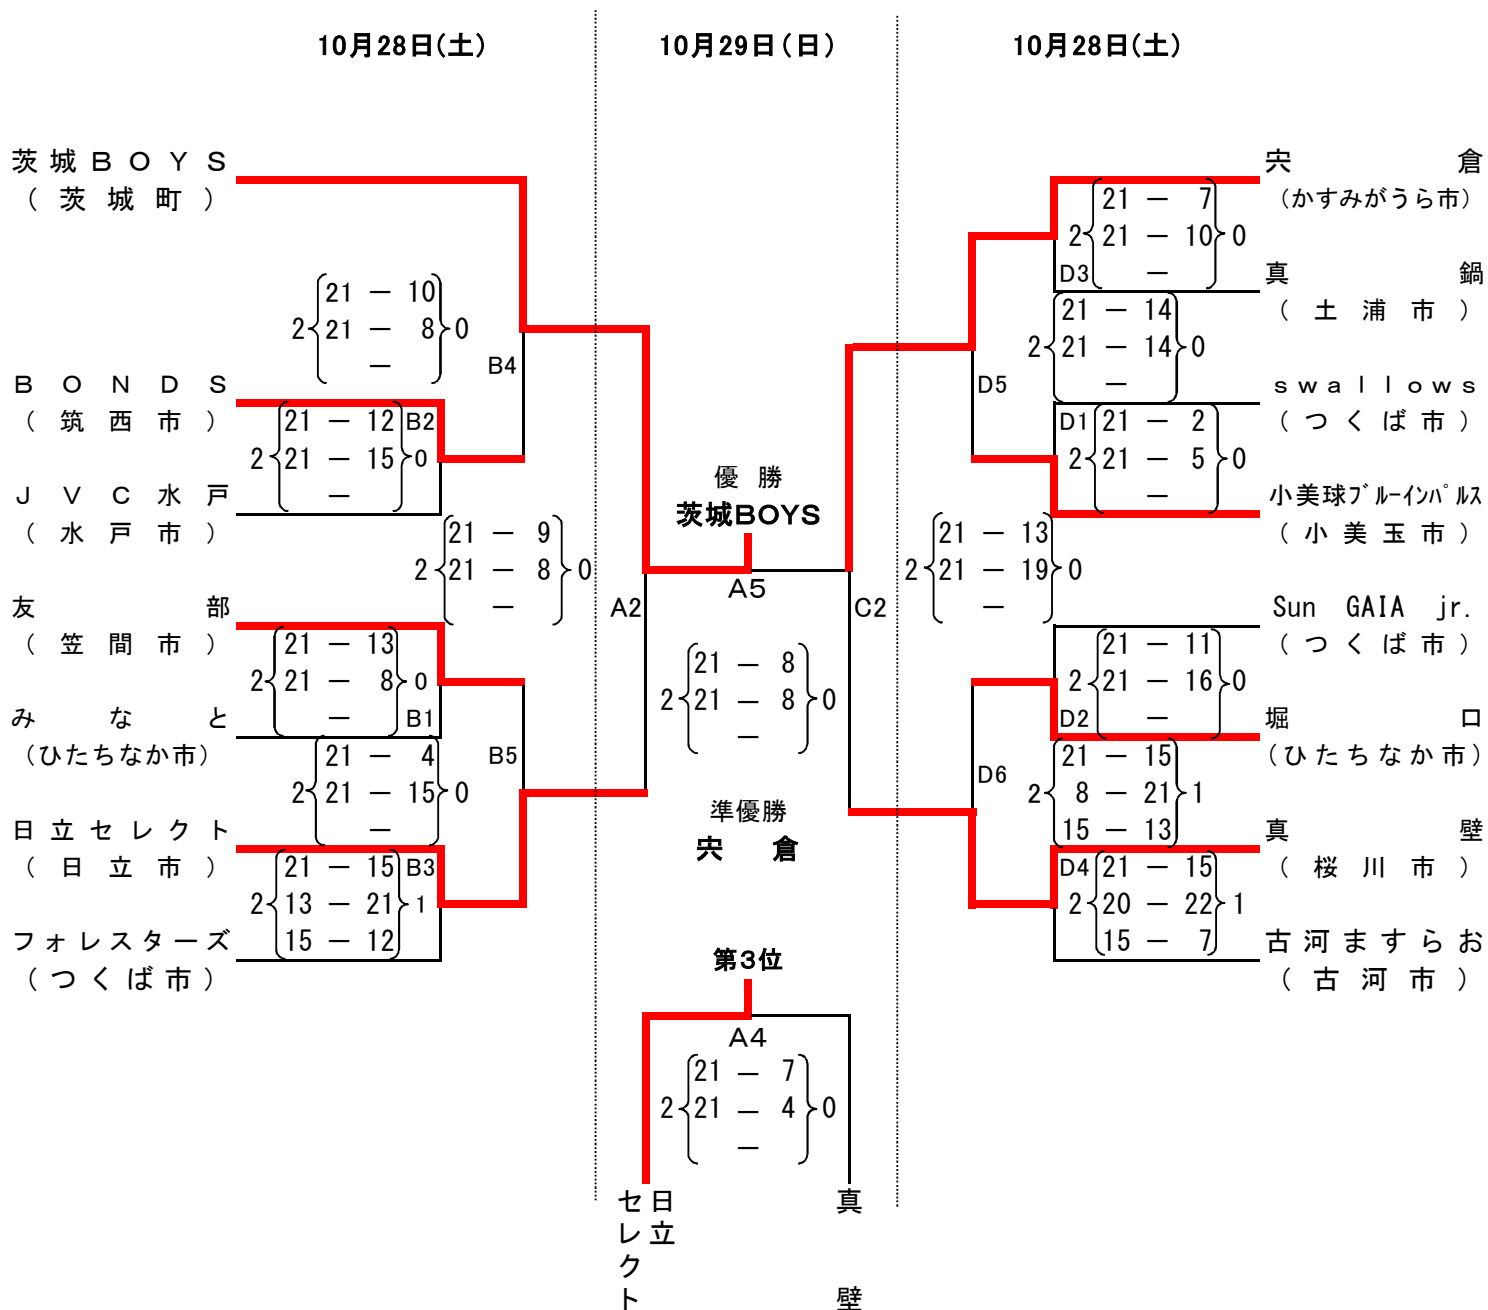 10月28日(土)
10月29日(日)
10月28日(土)
茨城BOYS
(茨城町)
21 ― 10
2 21 ― 8 0
―
B4
BONDS
(筑西市)
21 ― 12 B2
2 21 ― 15 0
―
JVC水戸
(水戸市)
21 ― 9
2 21 ― 8 0
―
A2
友部
(笠間市)
21 ― 13
2 21 ― 8 0
― B1
みなと
(ひたちなか市)
21 ― 4
2 21 ― 15 0
―
B5
日立セレクト
(日立市)
21 ― 15 B3
2 13 ― 21 1
15 ― 12
フォレスターズ
(つくば市)
優勝
茨城BOYS
A5
21 ― 8
2 21 ― 8 0
―
準優勝
宍倉
第3位
A4
21 ― 7
2 21 ― 4 0
―
日立セレクト
真壁
宍倉
(かすみがうら市)
21 ― 7
2 21 ― 10 0
D3 ―
真鍋
(土浦市)
21 ― 14
2 21 ― 14 0
―
D5
swallows
(つくば市)
D1 21 ― 2
2 21 ― 5 0
―
小美球ブルーインパルス
(小美玉市)
21 ― 13
2 21 ― 19 0
―
C2
Sun GAIA jr.
(つくば市)
21 ― 11
2 21 ― 16 0
D2 ―
堀口
(ひたちなか市)
21 ― 15
2 8 ― 21 1
15 ― 13
D6
真壁
(桜川市)
D4 21 ― 15
2 20 ― 22 1
15 ― 7
古河ますらお
(古河市)